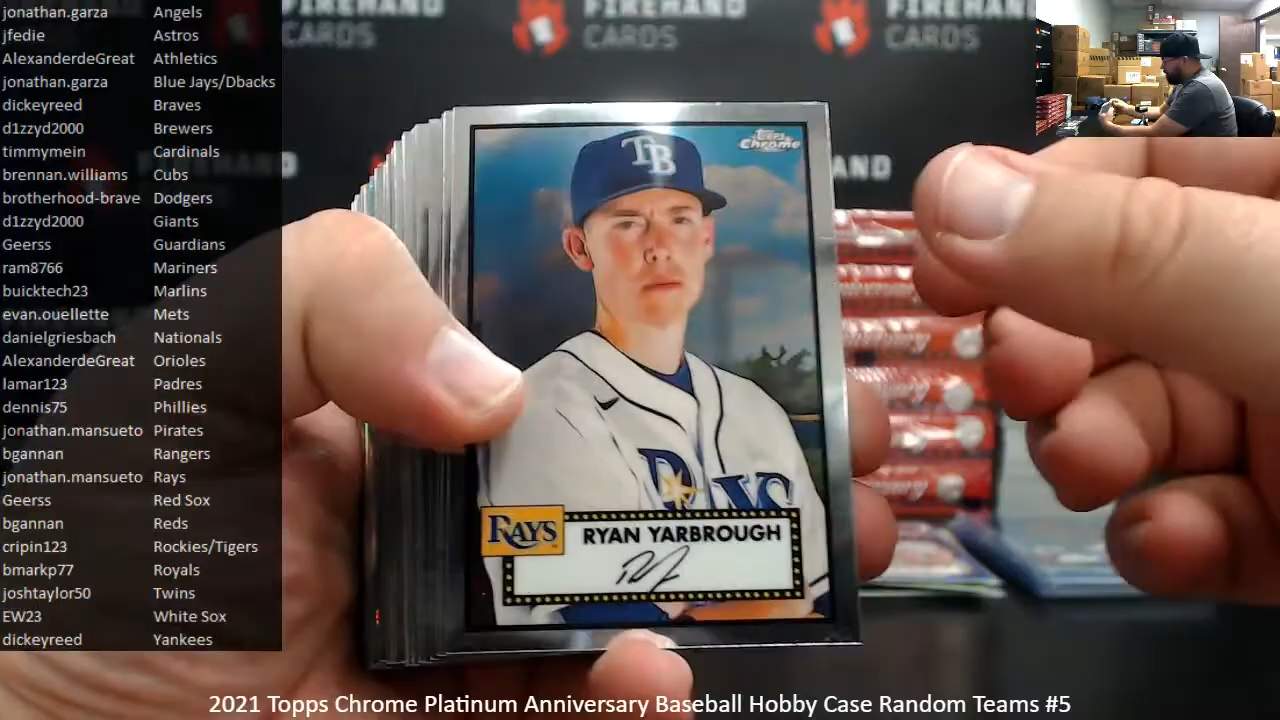 jonathan.garza Angels
jfedie Astros
AlexanderdeGreat Athletics
jonathan.garza Blue Jays/Dbacks
dickeyreed Braves
d1zzyd2000 Brewers
timmymein Cardinals
brennan.williams Cubs
brotherhood-brave Dodgers
d1zzyd2000 Giants
Geerss Guardians
ram8766 Mariners
buicktech23 Marlins
evan.ouellette Mets
danielgriesbach Nationals
AlexanderdeGreat Orioles
lamar123 Padres
dennis75 Phillies
jonathan.mansueto Pirates
bgannan Rangers
jonathan.mansueto Rays
Geerss Red Sox
bgannan Reds
cripin123 Rockies/Tigers
bmarkp77 Royals
joshtaylor50 Twins
EW23 White Sox
dickeyreed Yankees
FIREHAND
CARDS
FIREHAND
CARDS
FIREHAND
CARDS
AND
Topps
Chrome
TB
RAYS
RAYS
RYAN YARBROUGH
2021 Topps Chrome Platinum Anniversary Baseball Hobby Case Random Teams #5